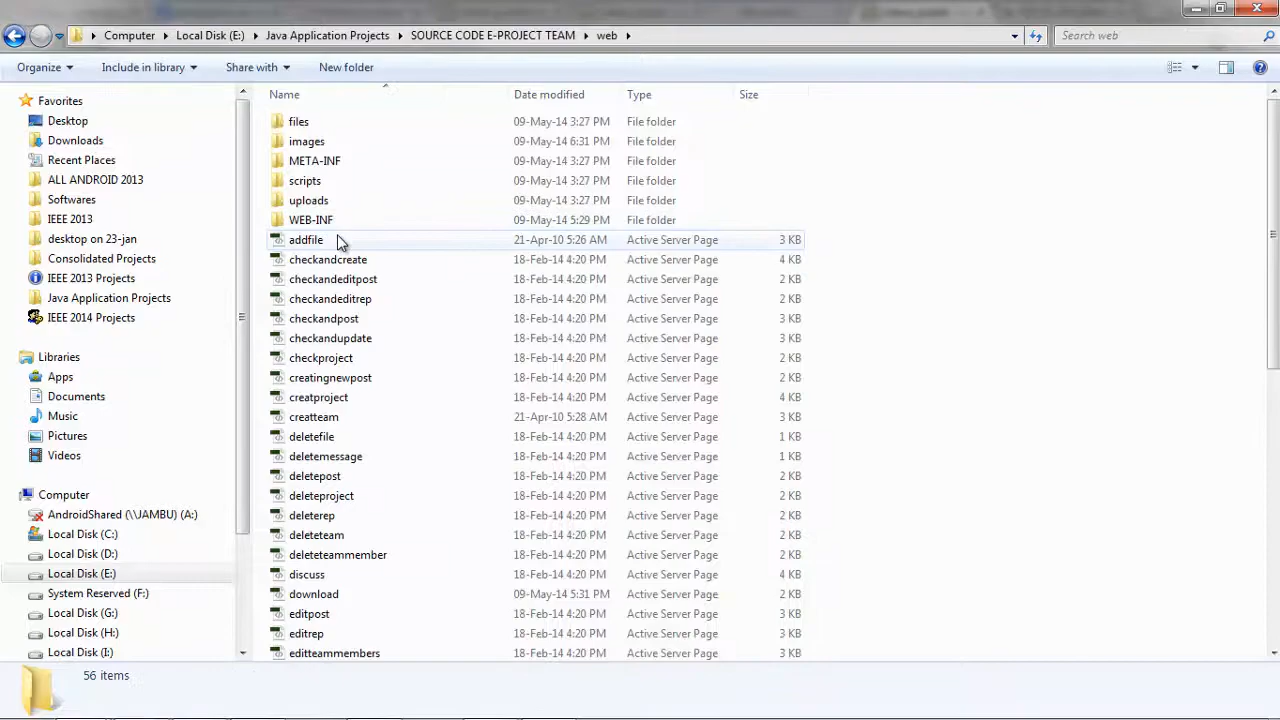 Computer Local Disk (E:) Java Application Projects SOURCE CODE E-PROJECT TEAM web Search web
Organize Include in library Share with New folder
Favorites
Desktop
Downloads
Recent Places
ALL ANDROID 2013
Softwares
IEEE 2013
desktop on 23-jan
Consolidated Projects
IEEE 2013 Projects
Java Application Projects
IEEE 2014 Projects
Libraries
Apps
Documents
Music
Pictures
Videos
Computer
AndroidShared (\\JAMBU) (A:)
Local Disk (C:)
Local Disk (D:)
Local Disk (E:)
System Reserved (F:)
Local Disk (G:)
Local Disk (H:)
Local Disk (I:)
Name Date modified Type Size
files 09-May-14 3:27 PM File folder
images 09-May-14 6:31 PM File folder
META-INF 09-May-14 3:27 PM File folder
scripts 09-May-14 3:27 PM File folder
uploads 09-May-14 3:27 PM File folder
WEB-INF 09-May-14 5:29 PM File folder
addfile 21-Apr-10 5:26 AM Active Server Page 3 KB
checkandcreate 18-Feb-14 4:20 PM Active Server Page 4 KB
checkandeditpost 18-Feb-14 4:20 PM Active Server Page 2 KB
checkandeditrep 18-Feb-14 4:20 PM Active Server Page 2 KB
checkandpost 18-Feb-14 4:20 PM Active Server Page 2 KB
checkandupdate 18-Feb-14 4:20 PM Active Server Page 3 KB
checkproject 18-Feb-14 4:20 PM Active Server Page 2 KB
creatingnewpost 18-Feb-14 4:20 PM Active Server Page 2 KB
creatproject 18-Feb-14 4:20 PM Active Server Page 4 KB
creatteam 21-Apr-10 5:28 AM Active Server Page 3 KB
deletefile 18-Feb-14 4:20 PM Active Server Page 1 KB
deletemessage 18-Feb-14 4:20 PM Active Server Page 1 KB
deletepost 18-Feb-14 4:20 PM Active Server Page 2 KB
deleteproject 18-Feb-14 4:20 PM Active Server Page 2 KB
deleterep 18-Feb-14 4:20 PM Active Server Page 2 KB
deleteteam 18-Feb-14 4:20 PM Active Server Page 2 KB
deleteteammember 18-Feb-14 4:20 PM Active Server Page 2 KB
discuss 18-Feb-14 4:20 PM Active Server Page 4 KB
download 09-May-14 5:31 PM Active Server Page 2 KB
editpost 18-Feb-14 4:20 PM Active Server Page 3 KB
editrep 18-Feb-14 4:20 PM Active Server Page 3 KB
editteammembers 18-Feb-14 4:20 PM Active Server Page 3 KB
56 items